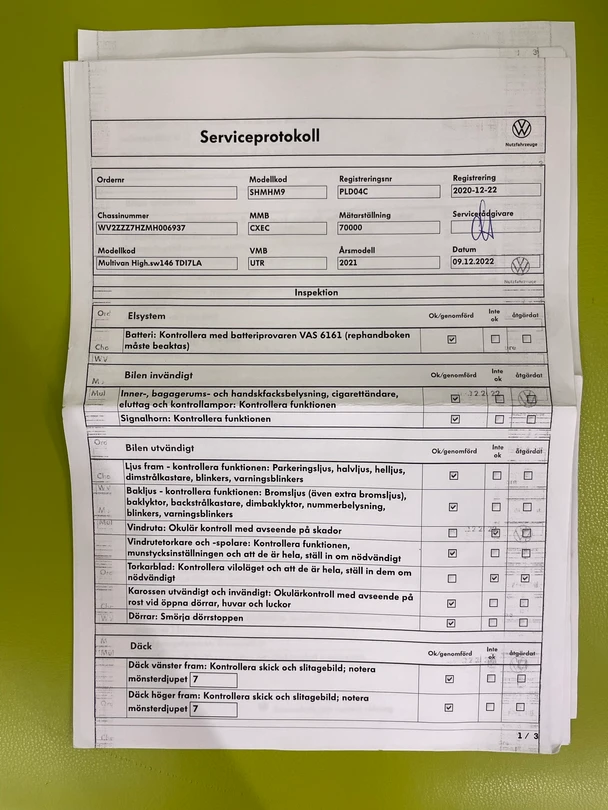 Serviceprotokoll
Nutzfahrzeuge
Ordernr Modellkod Registreringsnr Registrering
SHMHM9 PLD04C 2020-12-22
Chassinummer MMB Mätarställning Servicerådgivare
WV2ZZZ7HZMH006937 CXEC 70000
Modellkod VMB Årsmodell Datum
Multivan High.sw146 TDI7LA UTR 2021 09.12.2022
Inspektion
Elsystem Ok/genomförd Inte ok åtgärdat
Batteri: Kontrollera med batteriprovaren VAS 6161 (rephandboken
måste beaktas)
Bilen invändigt Ok/genomförd Inte ok åtgärdat
Inner-, bagagerums- och handskfacksbelysning, cigarettändare,
eluttag och kontrollampor: Kontrollera funktionen
Signalhorn: Kontrollera funktionen
Bilen utvändigt Ok/genomförd Inte ok åtgärdat
Ljus fram - kontrollera funktionen: Parkeringsljus, halvljus, helljus,
dimstrålkastare, blinkers, varningsblinkers
Bakljus - kontrollera funktionen: Bromsljus (även extra bromsljus),
baklyktor, backstrålkastare, dimbaklyktor, nummerbelysning,
blinkers, varningsblinkers
Vindruta: Okulär kontroll med avseende på skador
Vindrutetorkare och -spolare: Kontrollera funktionen,
munstycksinställningen och att de är hela, ställ in om nödvändigt
Torkarblad: Kontrollera viloläget och att de är hela, ställ in dem om
nödvändigt
Karossen utvändigt och invändigt: Okulärkontroll med avseende på
rost vid öppna dörrar, huvar och luckor
Dörrar: Smörja dörrstoppen
Däck Ok/genomförd Inte ok åtgärdat
Däck vänster fram: Kontrollera skick och slitagebild; notera
mönsterdjupet 7
Däck höger fram: Kontrollera skick och slitagebild; notera
mönsterdjupet 7
1 / 3